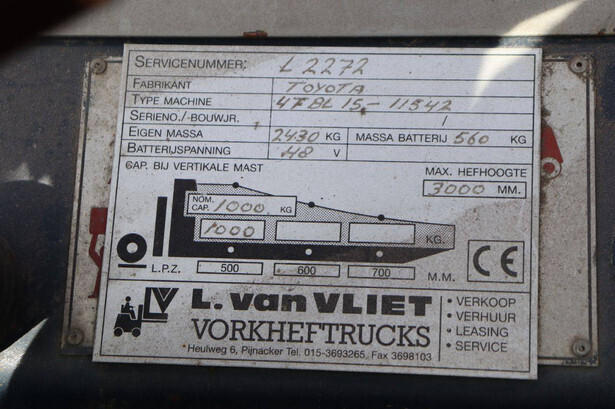 SERVICENUMMER: L 2272
FABRIKANT TOYOTA
TYPE MACHINE 4FBL 15 - 11542
SERIENO./-BOUWJR. /
EIGEN MASSA 2430 KG MASSA BATTERIJ 560 KG
BATTERIJSPANNING 48 V
CAP. BIJ VERTIKALE MAST MAX. HEFHOOGTE
3000 MM.
NOM. CAP. 1000 KG
1000 KG.
L.P.Z. 500 600 700 M.M.
CE
LVV L. van VLIET
VORKHEFTRUCKS
Heulweg 6, Pijnacker Tel. 015-3693265, Fax 3698103
• VERKOOP
• VERHUUR
• LEASING
• SERVICE